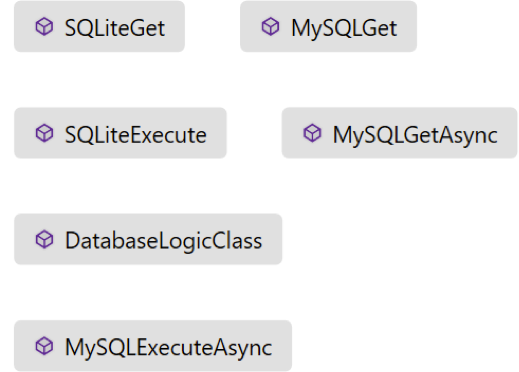 SQLiteGet
MySQLGet
SQLiteExecute
MySQLGetAsync
DatabaseLogicClass
MySQLExecuteAsync